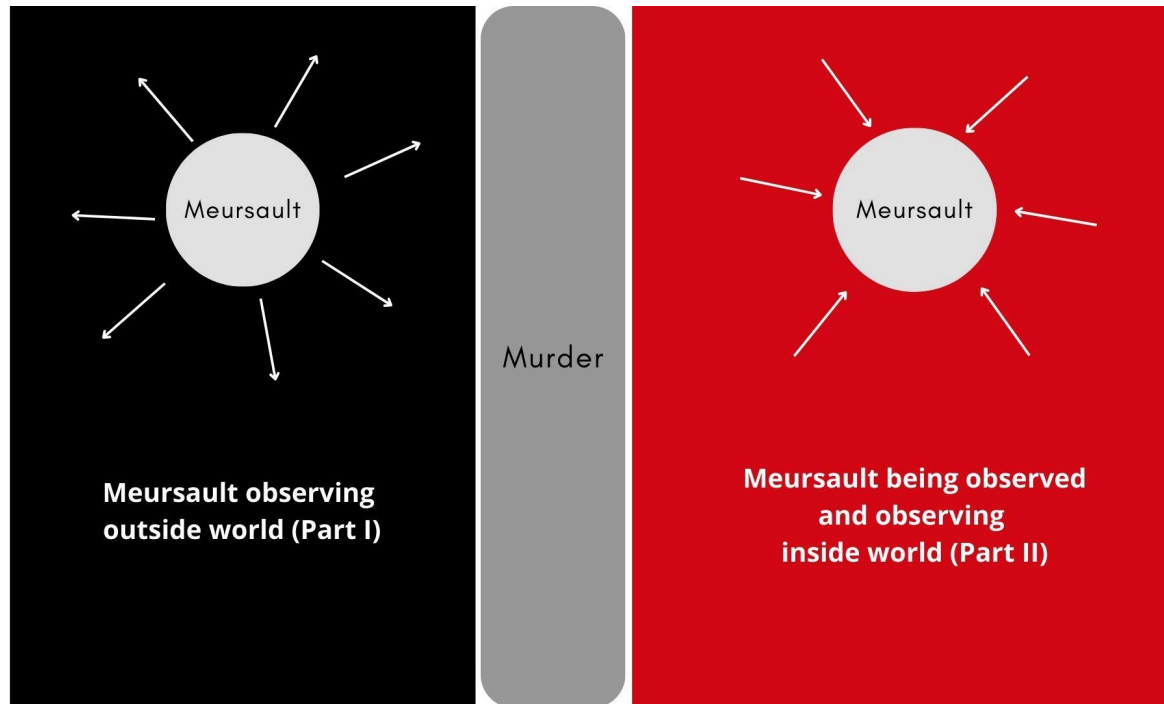 Meursault
Meursault observing
outside world (Part I)
Murder
Meursault
Meursault being observed
and observing
inside world (Part II)